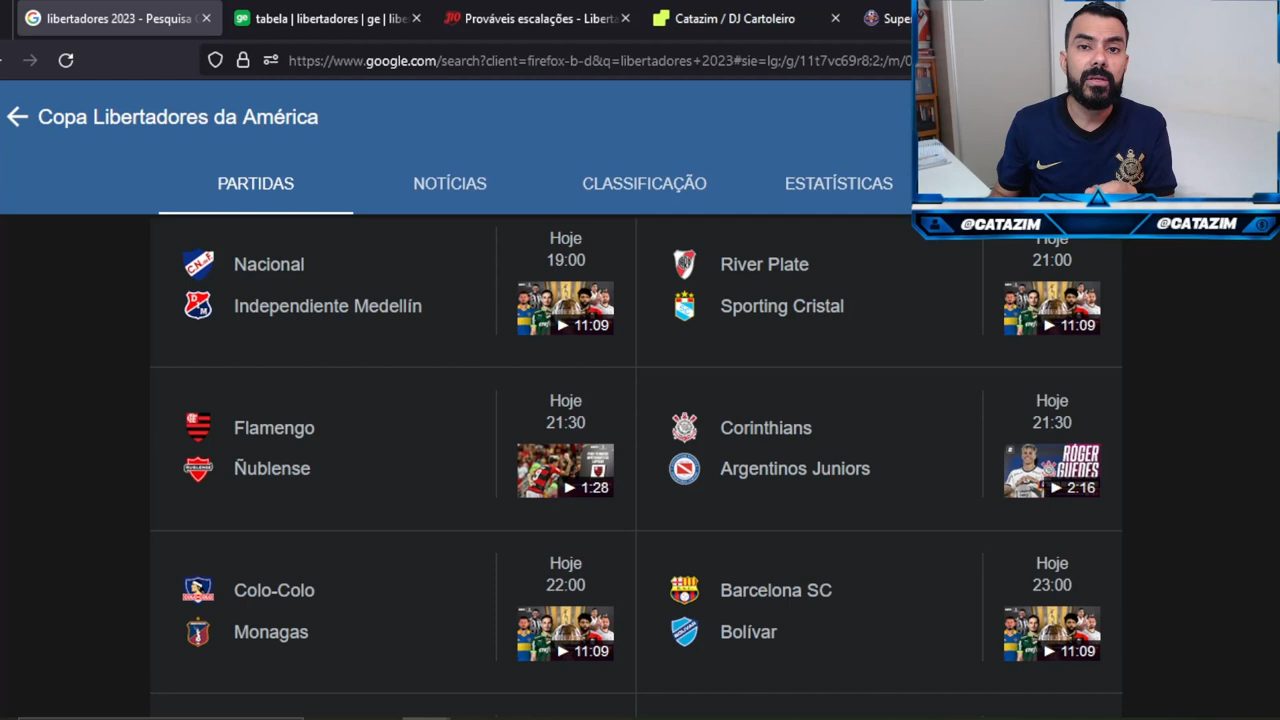 libertadores 2023 - Pesquisa G
tabela | libertadores | ge | libe
Prováveis escalações - Liberta
Catazim / DJ Cartoleiro
Super
https://www.google.com/search?client=firefox-b-d&q=libertadores+2023#sie=lg;/g/11t7vc69r8;2;/m/0
Copa Libertadores da América
PARTIDAS
NOTÍCIAS
CLASSIFICAÇÃO
ESTATÍSTICAS
@CATAZIM
@CATAZIM
Nacional
Independiente Medellín
Hoje
19:00
11:09
River Plate
Sporting Cristal
Hoje
21:00
11:09
Flamengo
Ñublense
Hoje
21:30
1:28
Corinthians
Argentinos Juniors
Hoje
21:30
RÓGER
GUEDES
2:16
Colo-Colo
Monagas
Hoje
22:00
11:09
Barcelona SC
Bolívar
Hoje
23:00
11:09